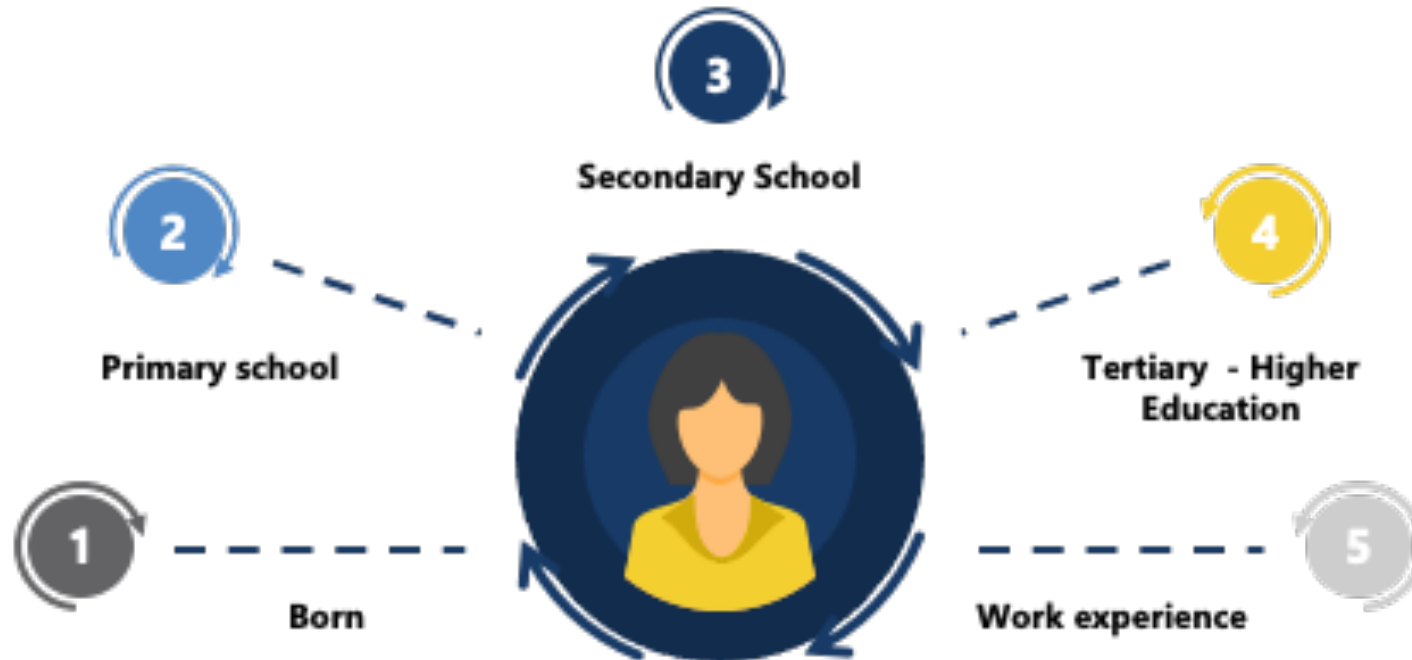 1
Born
2
Primary school
3
Secondary School
4
Tertiary - Higher
Education
5
Work experience